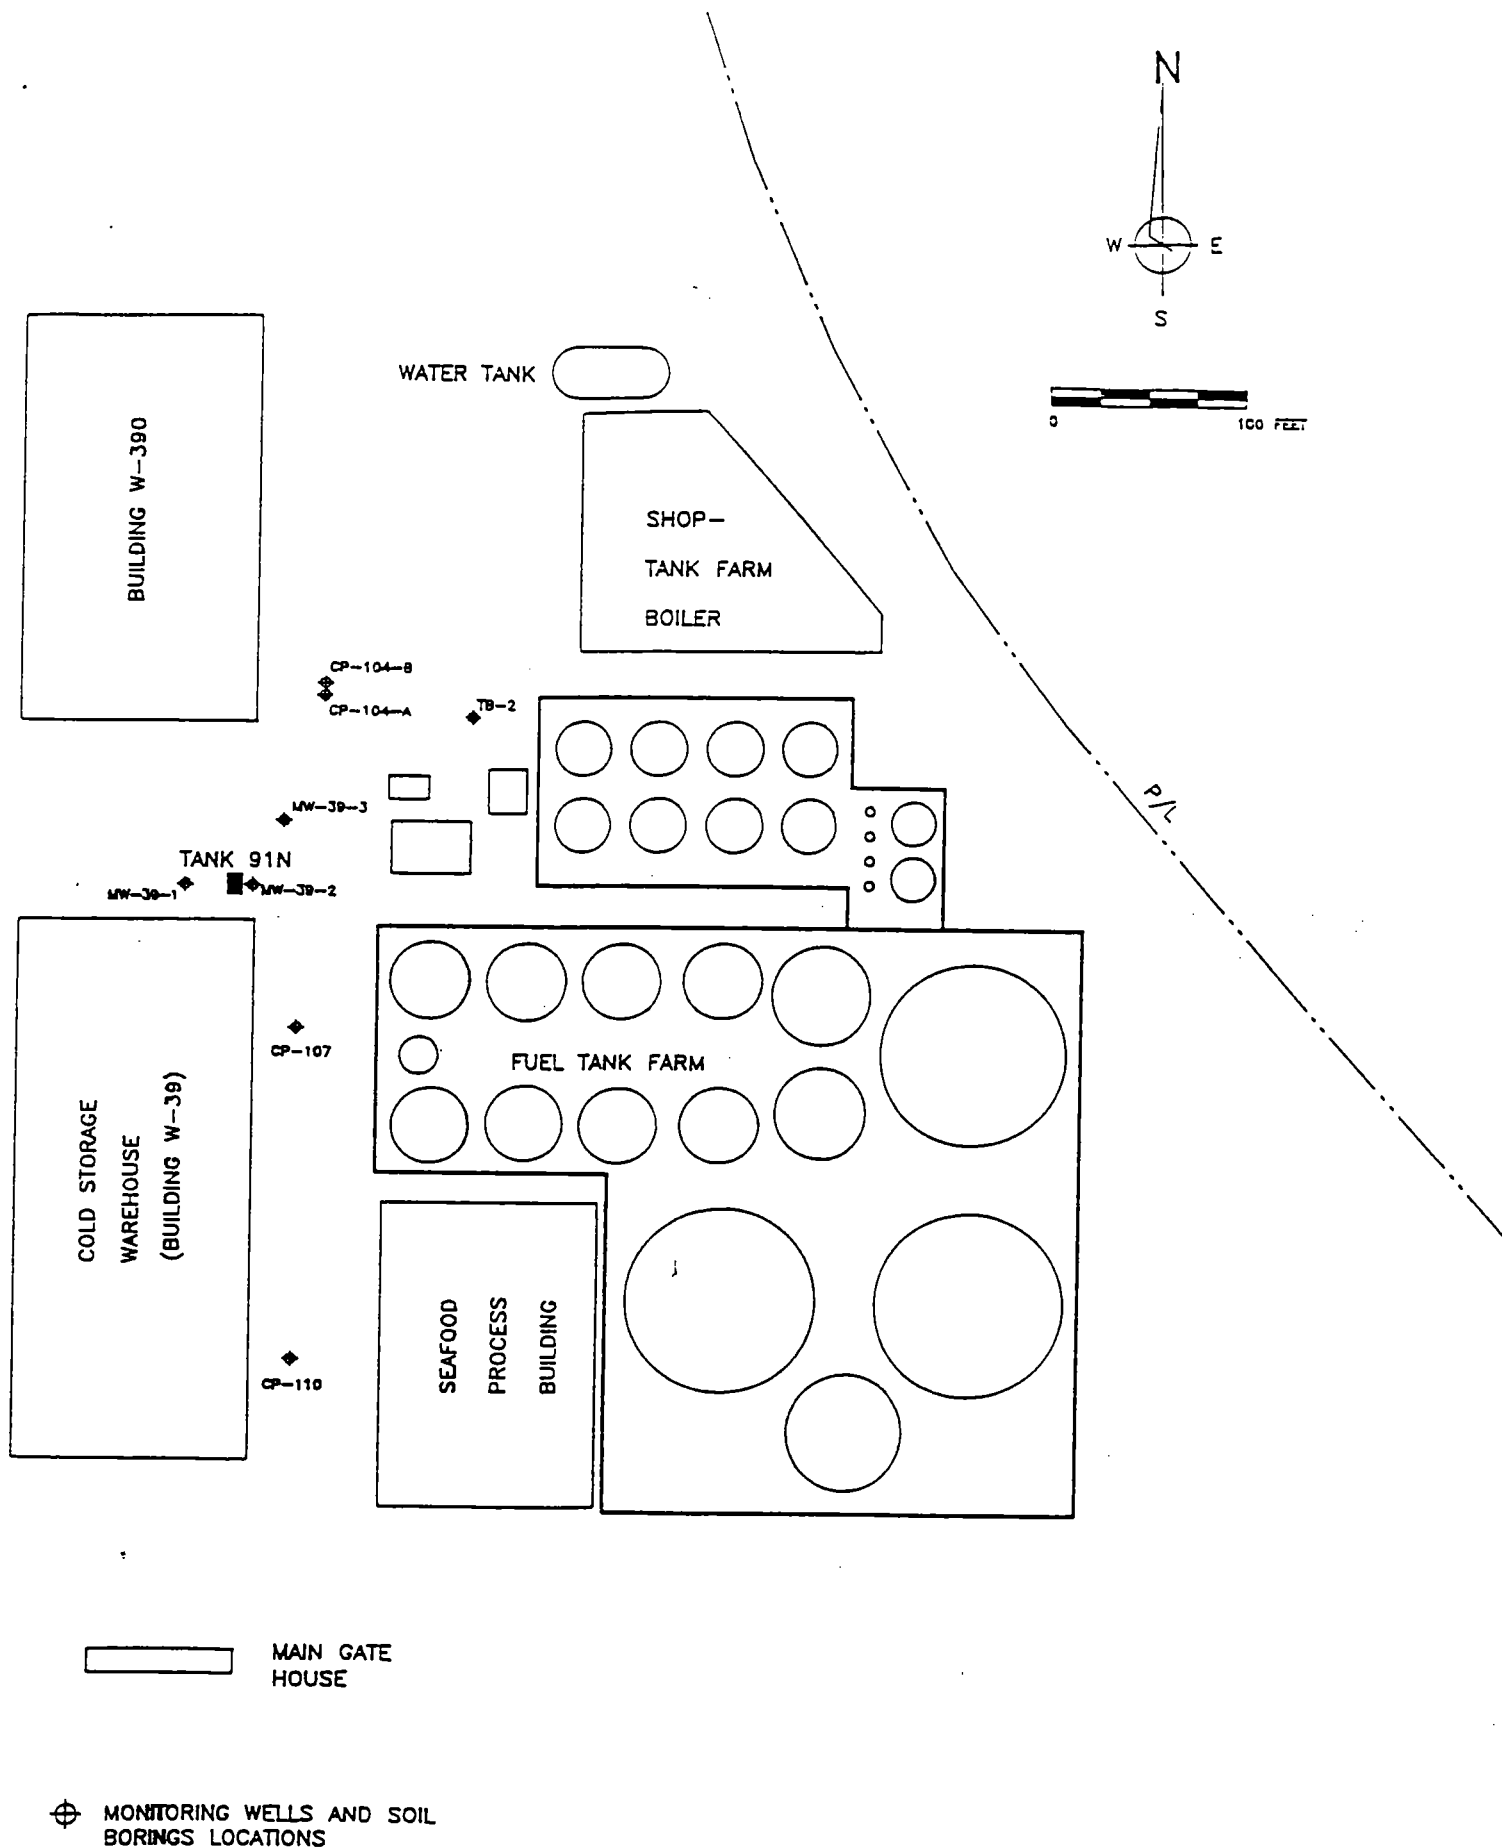 N
W E
S
0 100 FEET
WATER TANK
BUILDING W-390
SHOP-
TANK FARM
BOILER
CP-104-B
CP-104-A
TB-2
P/L
MW-39-3
TANK 91N
MW-39-1
MW-39-2
CP-107
FUEL TANK FARM
COLD STORAGE
WAREHOUSE
(BUILDING W-39)
SEAFOOD
PROCESS
BUILDING
CP-110
MAIN GATE
HOUSE
MONITORING WELLS AND SOIL
BORINGS LOCATIONS